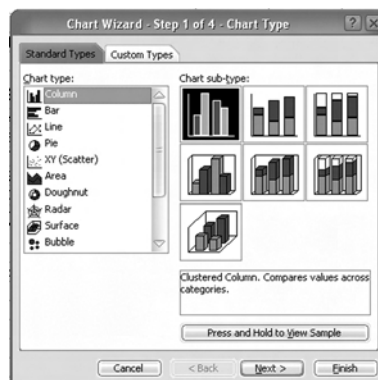 Chart Wizard - Step 1 of 4 - Chart Type
Standard Types
Custom Types
Chart type:
Column
Bar
Line
Pie
XY (Scatter)
Area
Doughnut
Radar
Surface
Bubble
Chart sub-type:
Clustered Column. Compares values across
categories.
Press and Hold to View Sample
Cancel
< Back
Next >
Finish